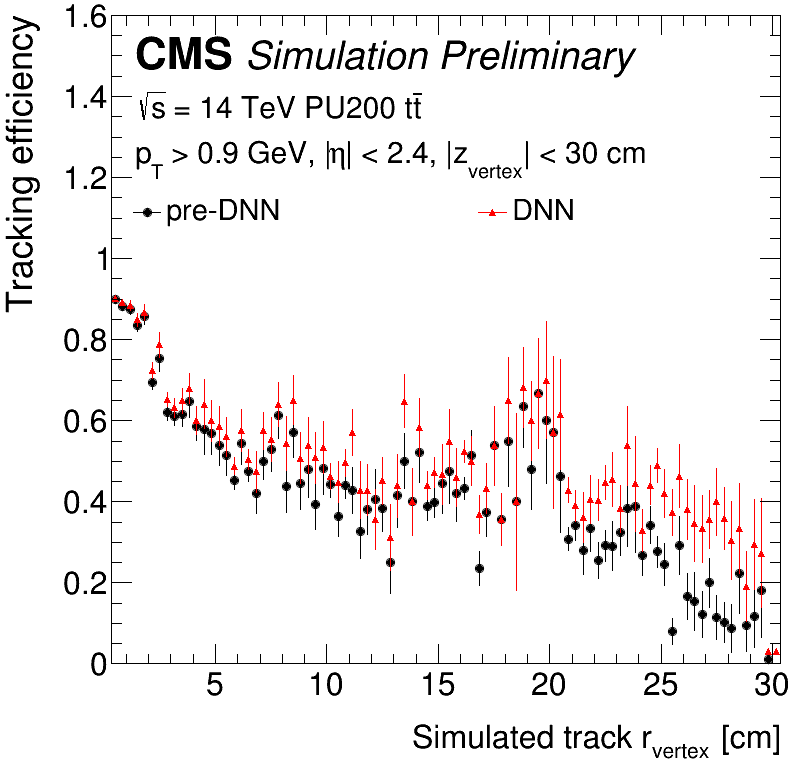 CMS Simulation Preliminary
√s = 14 TeV PU200 tt̄
p_T > 0.9 GeV, |η| < 2.4, |z_vertex| < 30 cm
pre-DNN DNN
Tracking efficiency
1.6
1.4
1.2
1
0.8
0.6
0.4
0.2
0
5 10 15 20 25 30
Simulated track r_vertex [cm]